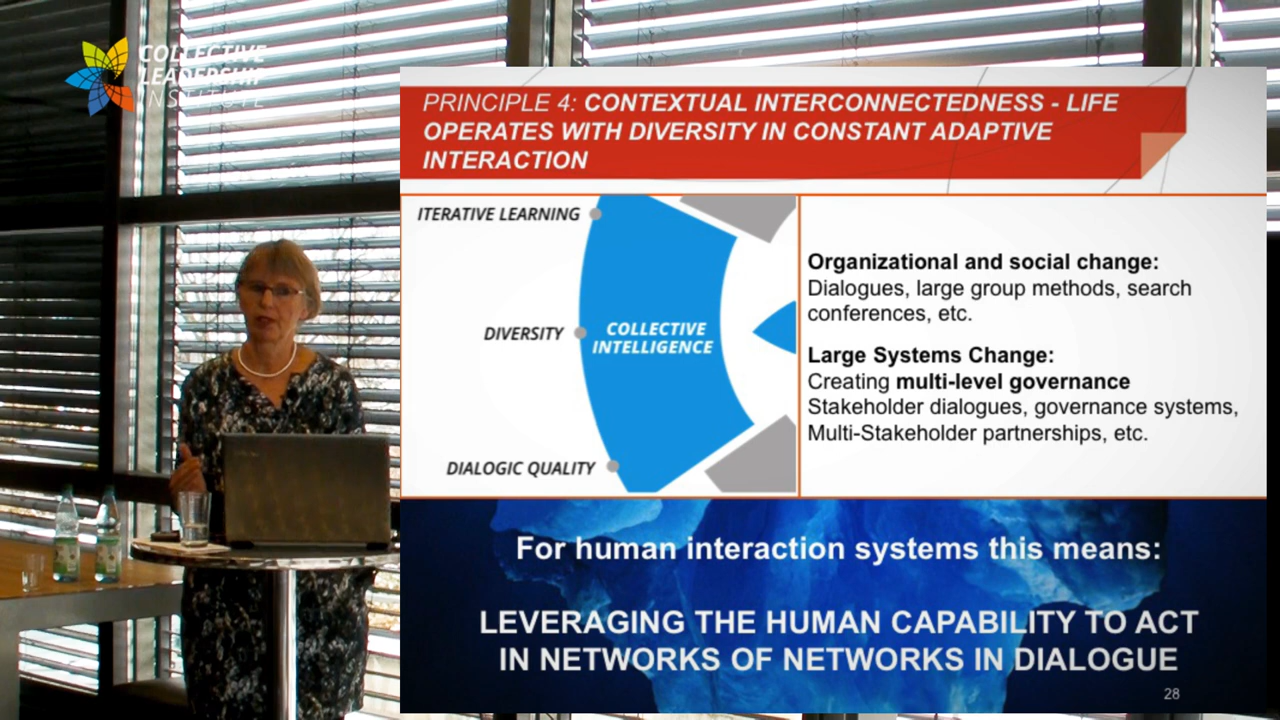 COLLECTIVE
LEADERSHIP
INSTITUTE
PRINCIPLE 4: CONTEXTUAL INTERCONNECTEDNESS - LIFE
OPERATES WITH DIVERSITY IN CONSTANT ADAPTIVE
INTERACTION
ITERATIVE LEARNING
DIVERSITY
COLLECTIVE
INTELLIGENCE
DIALOGIC QUALITY
Organizational and social change:
Dialogues, large group methods, search
conferences, etc.
Large Systems Change:
Creating multi-level governance
Stakeholder dialogues, governance systems,
Multi-Stakeholder partnerships, etc.
For human interaction systems this means:
LEVERAGING THE HUMAN CAPABILITY TO ACT
IN NETWORKS OF NETWORKS IN DIALOGUE
28